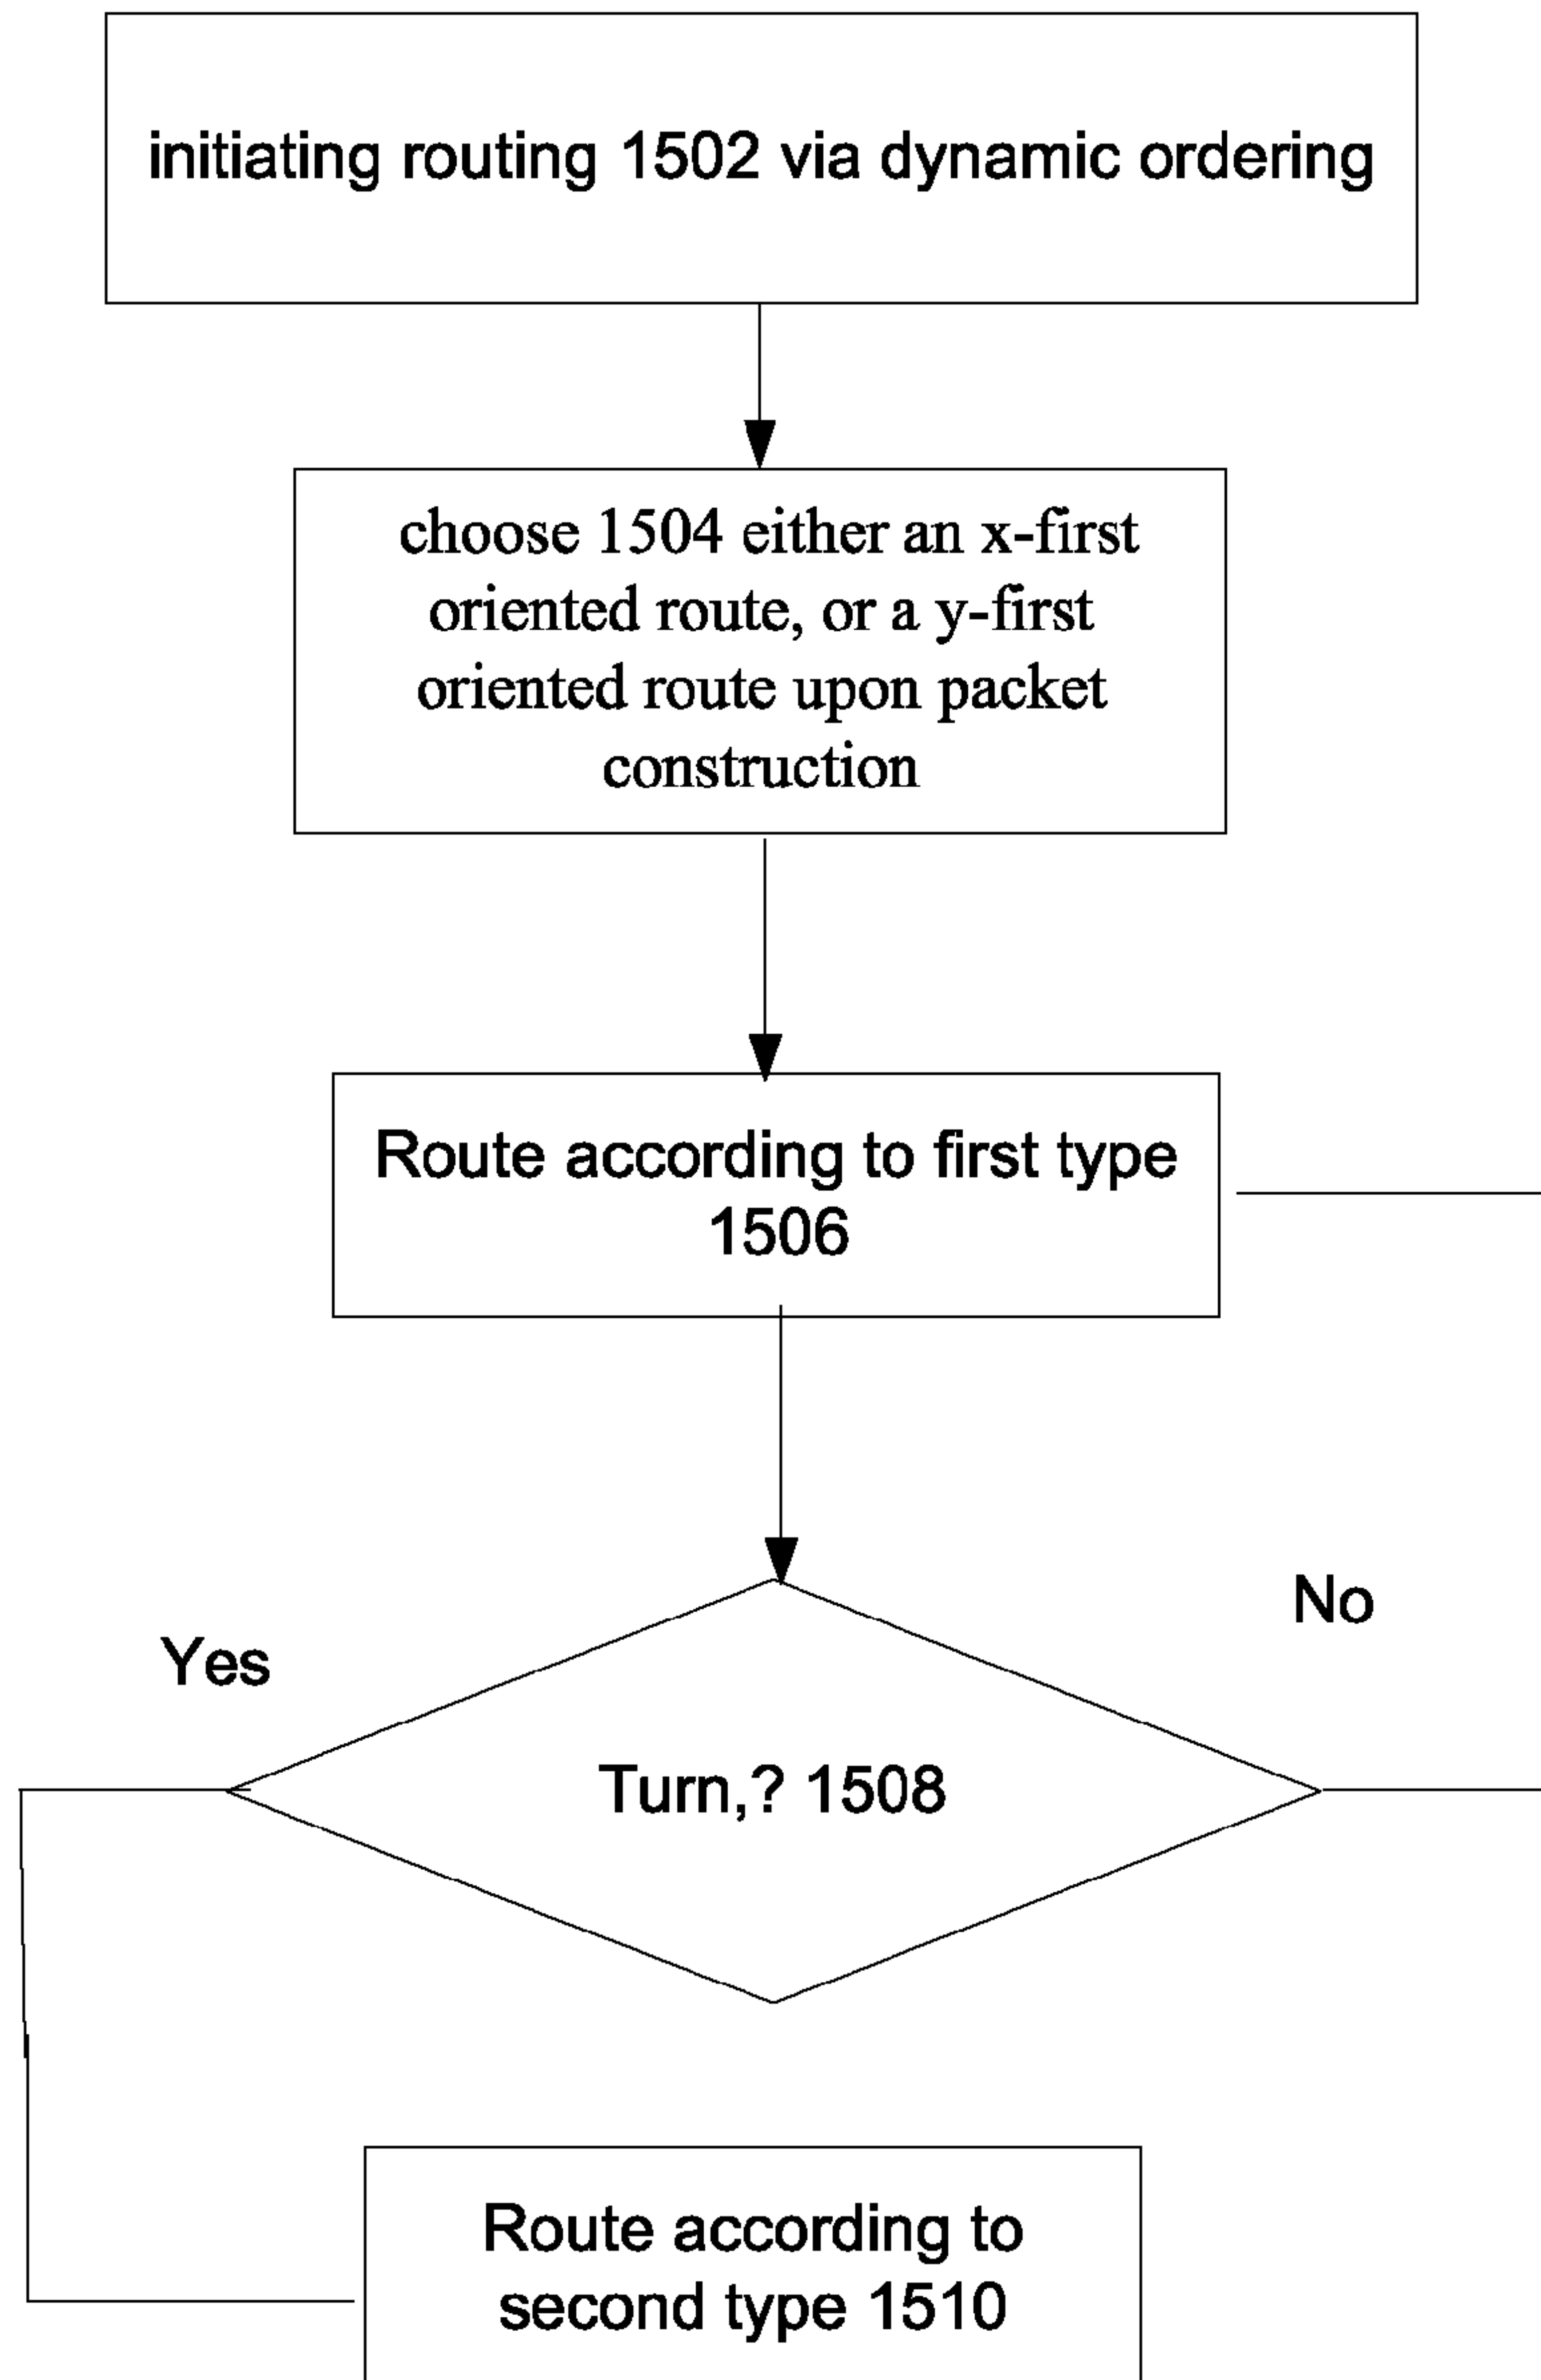 initiating routing 1502 via dynamic ordering
choose 1504 either an x-first
oriented route, or a y-first
oriented route upon packet
construction
Route according to first type
1506
No
Yes
Turn,? 1508
Route according to
second type 1510